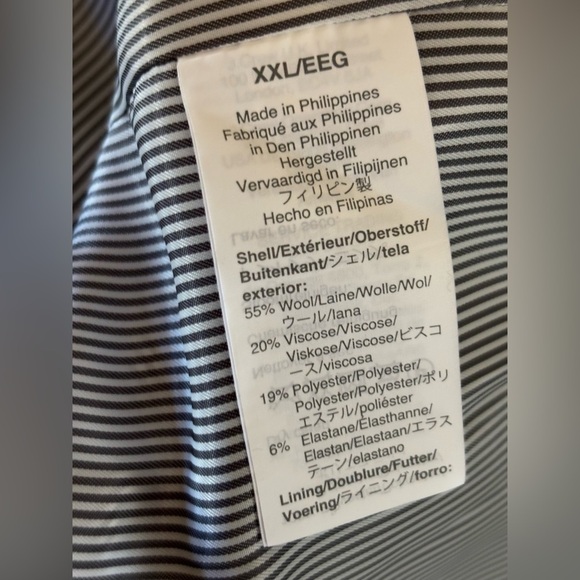 XXL/EEG
Made in Philippines
Fabriqué aux Philippines
in Den Philippinen
Hergestellt
Vervaardigd in Filipijnen
フィリピン製
Hecho en Filipinas
Shell/Extérieur/Oberstoff/
Buitenkant/シェル/tela
exterior:
55% Wool/Laine/Wolle/Wol/
ウール/lana
20% Viscose/Viscose/
Viskose/Viscose/ビスコ
ース/viscosa
19% Polyester/Polyester/
Polyester/Polyester/ポリ
エステル/poliéster
6% Elastane/Élasthanne/
Elastan/Elastaan/エラス
テーン/elastano
Lining/Doublure/Futter/
Voering/ライニング/forro: